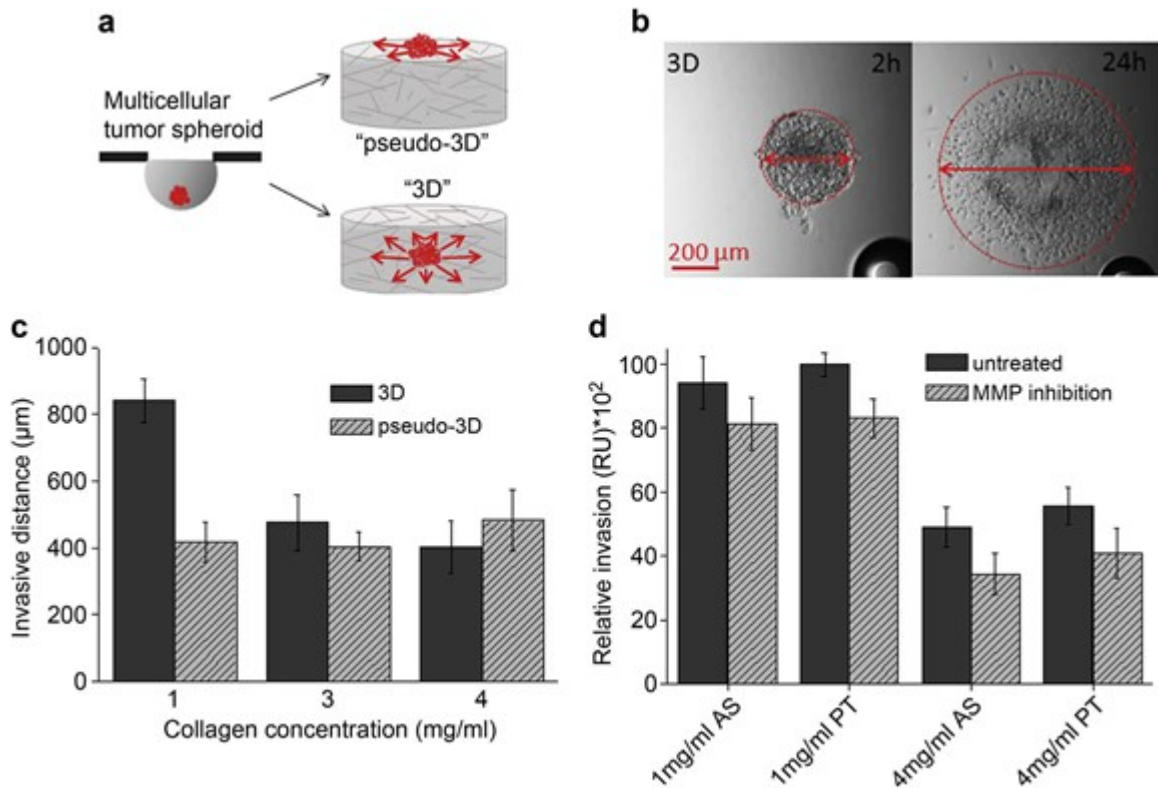 a
Multicellular
tumor spheroid
“pseudo-3D”
“3D”
b
3D
2h
24h
200 µm
c
1000
800
600
400
200
0
Invasive distance (µm)
3D
pseudo-3D
1
3
4
Collagen concentration (mg/ml)
d
100
80
60
40
20
0
Relative invasion (RU)*10²
untreated
MMP inhibition
1mg/ml AS
1mg/ml PT
4mg/ml AS
4mg/ml PT